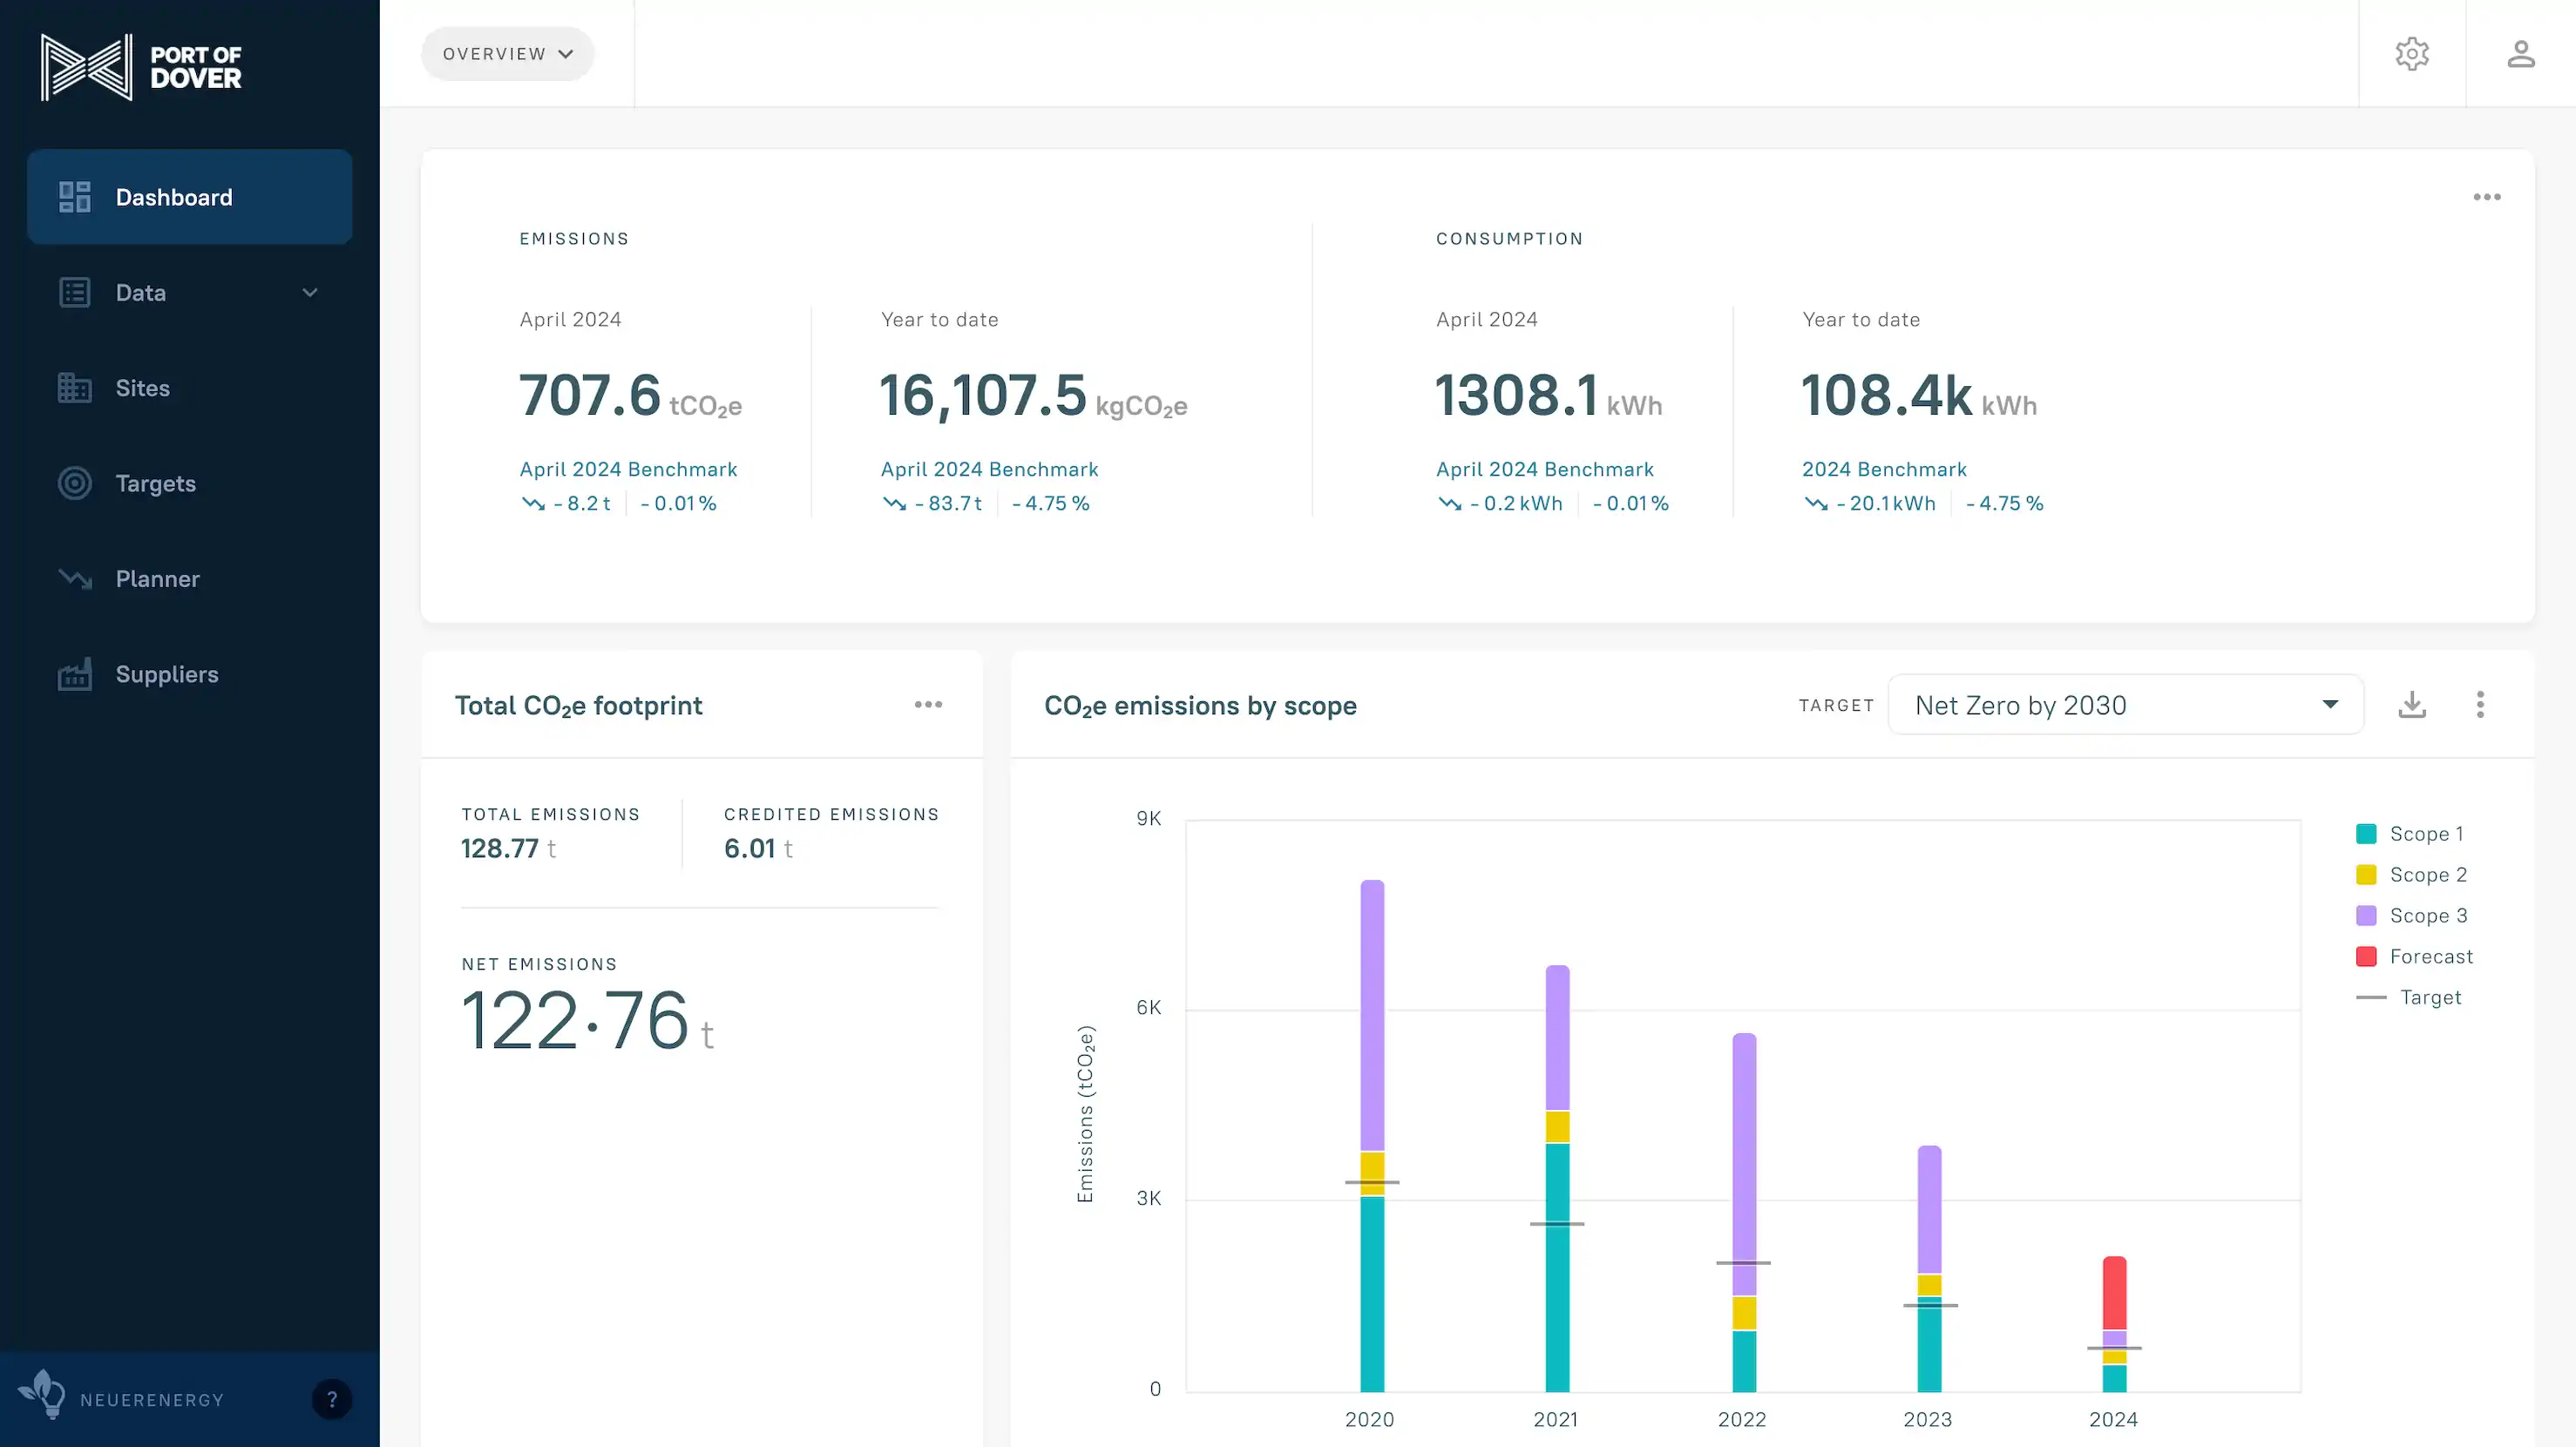 PORT OF
DOVER
OVERVIEW
Dashboard
Data
Sites
Targets
Planner
Suppliers
NEUERENERGY
?
EMISSIONS
CONSUMPTION
April 2024
Year to date
April 2024
Year to date
707.6 tCO₂e
16,107.5 kgCO₂e
1308.1 kWh
108.4k kWh
April 2024 Benchmark
April 2024 Benchmark
April 2024 Benchmark
2024 Benchmark
- 8.2 t - 0.01 %
- 83.7 t - 4.75 %
- 0.2 kWh - 0.01 %
- 20.1 kWh - 4.75 %
Total CO₂e footprint
TOTAL EMISSIONS
CREDITED EMISSIONS
128.77 t
6.01 t
NET EMISSIONS
122·76 t
CO₂e emissions by scope
TARGET
Net Zero by 2030
9K
6K
3K
0
Emissions (tCO₂e)
2020
2021
2022
2023
2024
Scope 1
Scope 2
Scope 3
Forecast
Target